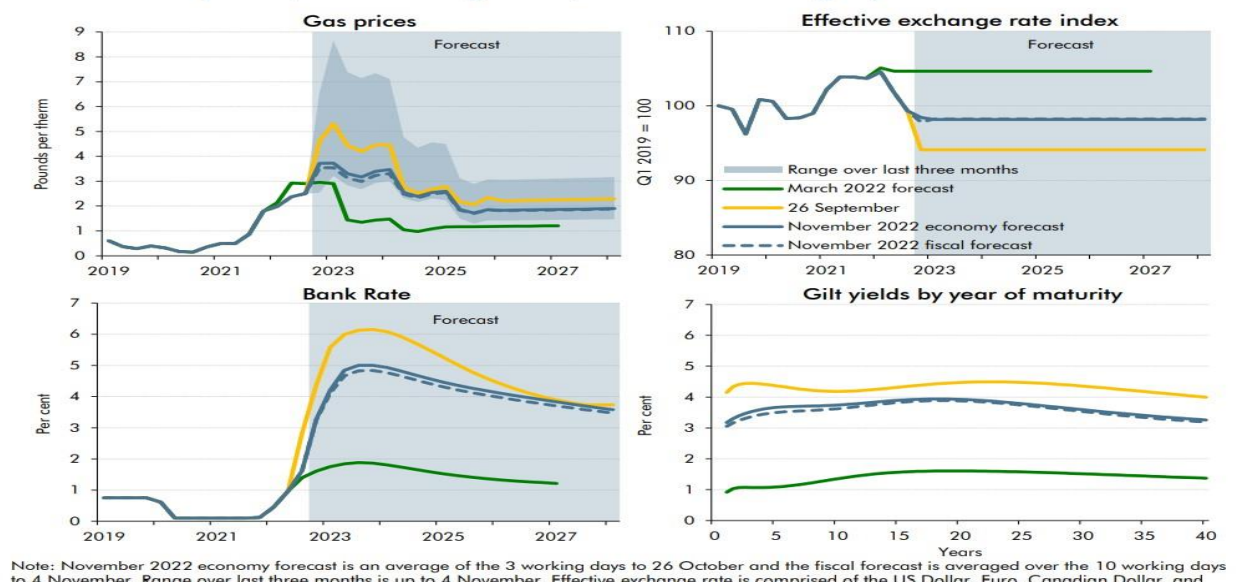 Gas prices
Pounds per therm
9
8
7
6
5
4
3
2
1
0
Forecast
2019 2021 2023 2025 2027
Effective exchange rate index
Q1 2019 = 100
110
100
90
80
Forecast
Range over last three months
March 2022 forecast
26 September
November 2022 economy forecast
November 2022 fiscal forecast
2019 2021 2023 2025 2027
Bank Rate
Per cent
7
6
5
4
3
2
1
0
Forecast
2019 2021 2023 2025 2027
Gilt yields by year of maturity
Per cent
7
6
5
4
3
2
1
0
0 5 10 15 20 25 30 35 40
Years
Note: November 2022 economy forecast is an average of the 3 working days to 26 October and the fiscal forecast is averaged over the 10 working days
to 4 November. Range over last three months is up to 4 November. Effective exchange rate is comprised of the US Dollar, Euro, Canadian Dollar, and